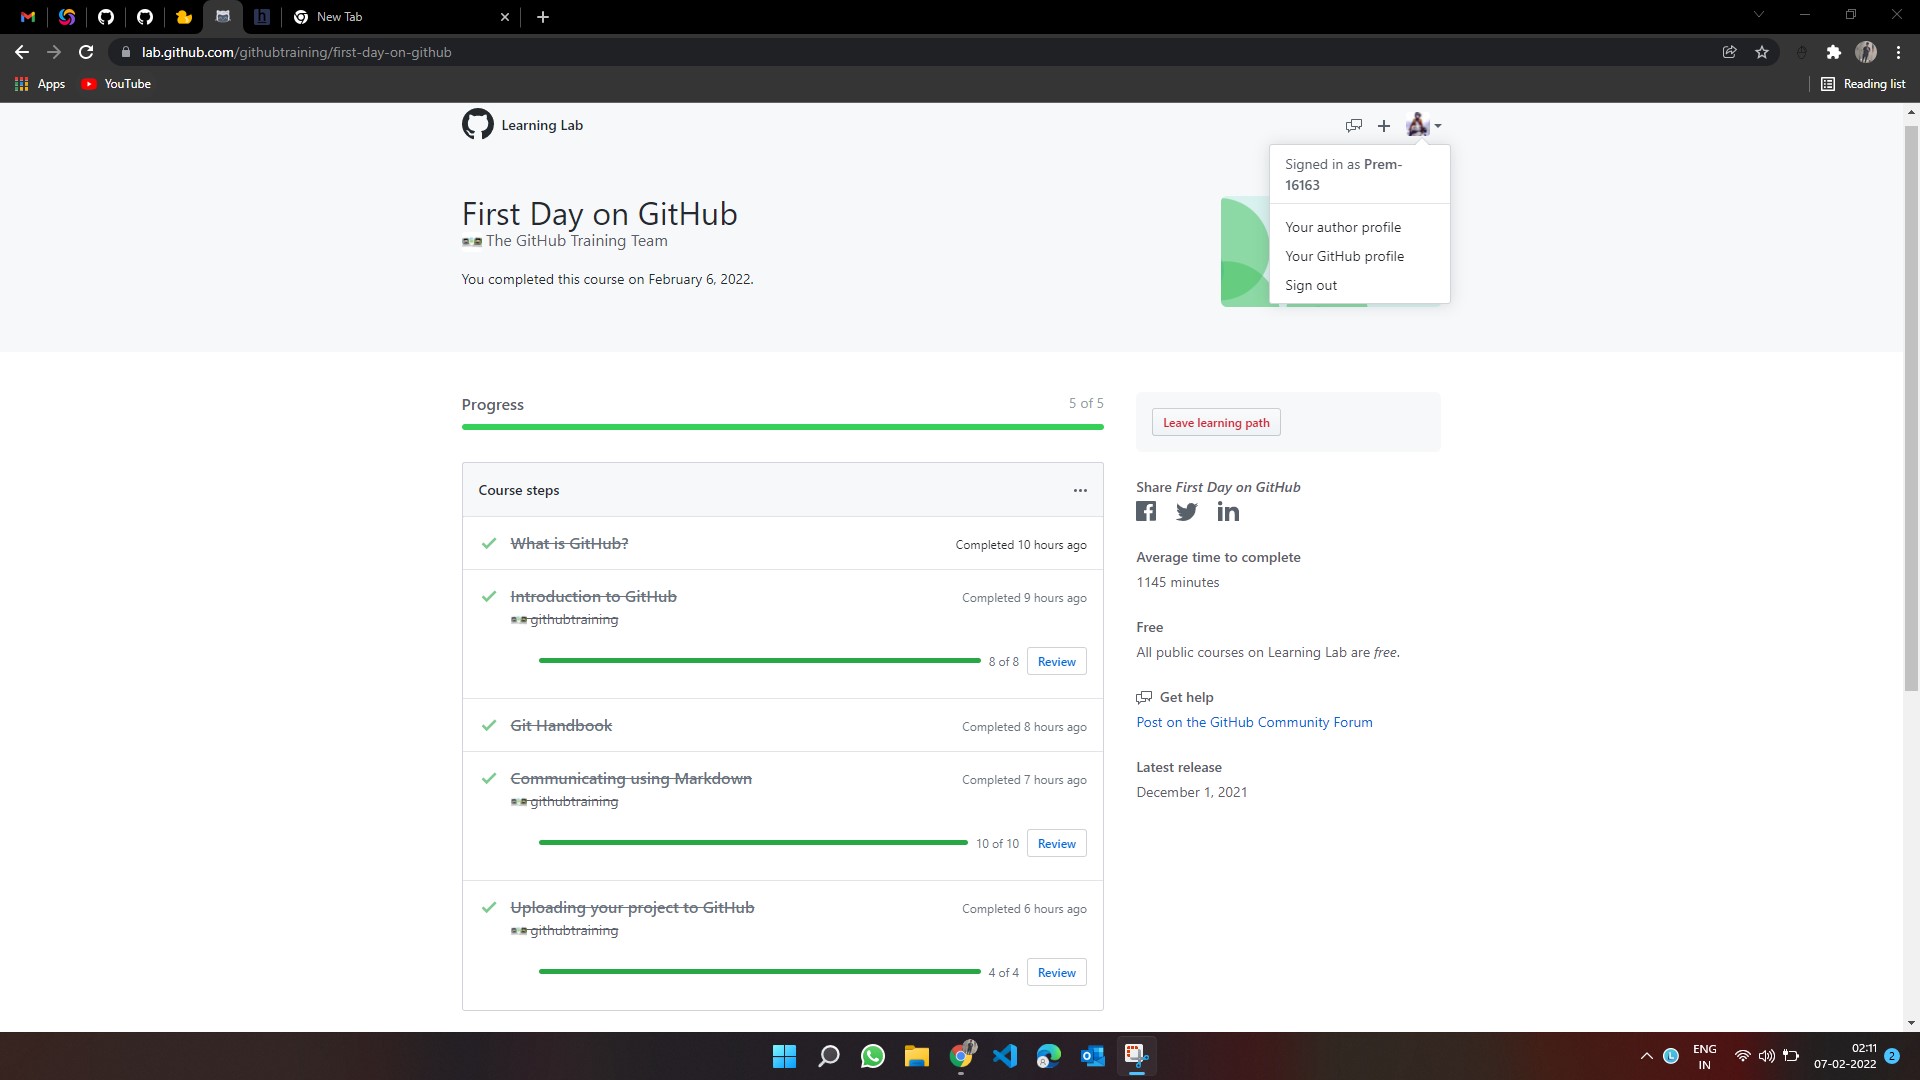 New Tab
lab.github.com/githubtraining/first-day-on-github
Apps
YouTube
Reading list
Learning Lab
Signed in as Prem-
16163
Your author profile
Your GitHub profile
Sign out
First Day on GitHub
The GitHub Training Team
You completed this course on February 6, 2022.
Progress
5 of 5
Leave learning path
Course steps
What is GitHub?
Completed 10 hours ago
Introduction to GitHub
Completed 9 hours ago
githubtraining
8 of 8
Review
Git Handbook
Completed 8 hours ago
Communicating using Markdown
Completed 7 hours ago
githubtraining
10 of 10
Review
Uploading your project to GitHub
Completed 6 hours ago
githubtraining
4 of 4
Review
Share First Day on GitHub
Average time to complete
1145 minutes
Free
All public courses on Learning Lab are free.
Get help
Post on the GitHub Community Forum
Latest release
December 1, 2021
ENG
IN
02:11
07-02-2022
2